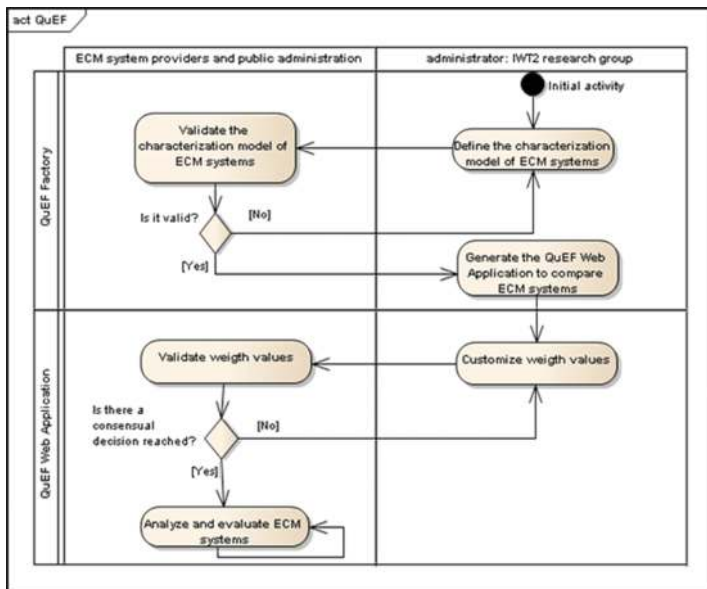 act QuEF
ECM system providers and public administration
administrator: IWT2 research group
QuEF Factory
Initial activity
Validate the
characterization model of
ECM systems
Define the characterization
model of ECM systems
Is it valid?
[No]
[Yes]
Generate the QuEF Web
Application to compare
ECM systems
QuEF Web Application
Validate weigth values
Customize weigth values
Is there a
consensual
decision reached?
[No]
[Yes]
Analyze and evaluate ECM
systems